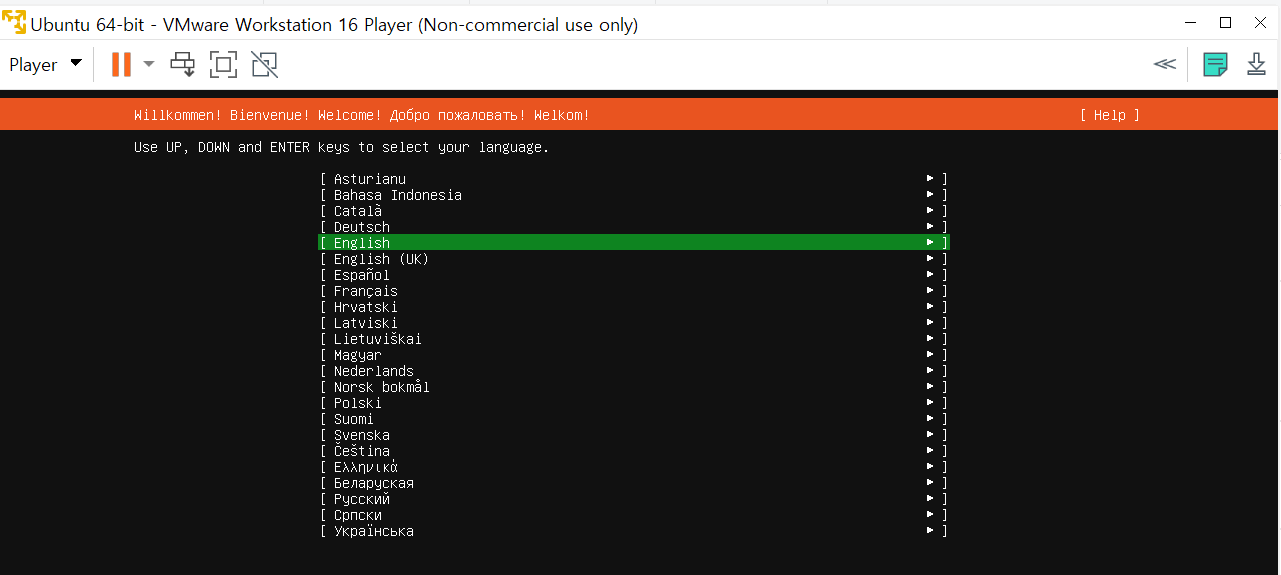 Ubuntu 64-bit - VMware Workstation 16 Player (Non-commercial use only)
Player
Willkommen! Bienvenue! Welcome! Добро пожаловать! Welkom! [ Help ]
Use UP, DOWN and ENTER keys to select your language.
[ Asturianu ▸ ]
[ Bahasa Indonesia ▸ ]
[ Català ▸ ]
[ Deutsch ▸ ]
[ English ▸ ]
[ English (UK) ▸ ]
[ Español ▸ ]
[ Français ▸ ]
[ Hrvatski ▸ ]
[ Latviski ▸ ]
[ Lietuviškai ▸ ]
[ Magyar ▸ ]
[ Nederlands ▸ ]
[ Norsk bokmål ▸ ]
[ Polski ▸ ]
[ Suomi ▸ ]
[ Svenska ▸ ]
[ Čeština ▸ ]
[ Ελληνικά ▸ ]
[ Беларуская ▸ ]
[ Русский ▸ ]
[ Српски ▸ ]
[ Українська ▸ ]